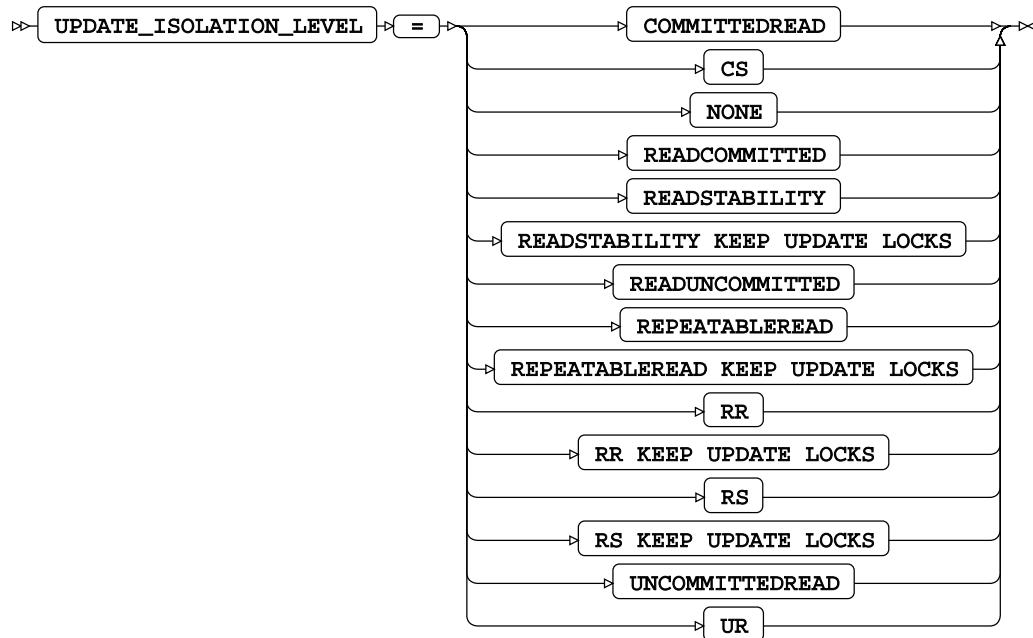 UPDATE_ISOLATION_LEVEL = COMMITTEDREAD
CS
NONE
READCOMMITTED
READSTABILITY
READSTABILITY KEEP UPDATE LOCKS
READUNCOMMITTED
REPEATABLEREAD
REPEATABLEREAD KEEP UPDATE LOCKS
RR
RR KEEP UPDATE LOCKS
RS
RS KEEP UPDATE LOCKS
UNCOMMITTEDREAD
UR